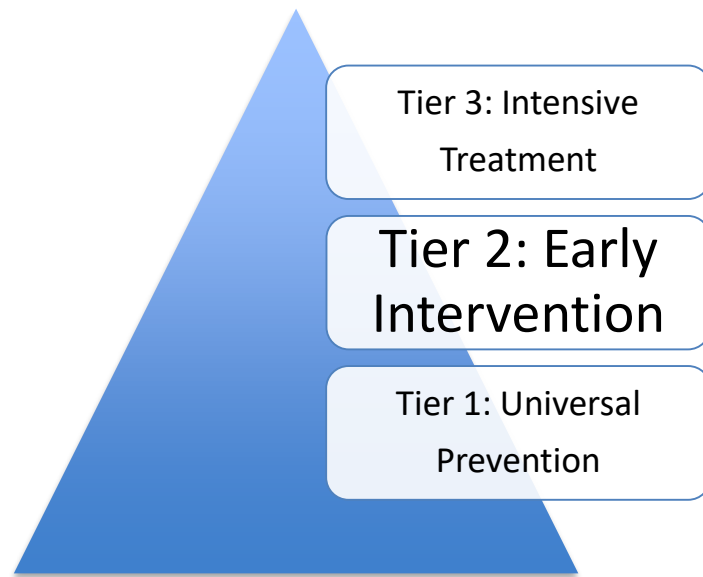 Tier 3: Intensive
Treatment
Tier 2: Early
Intervention
Tier 1: Universal
Prevention